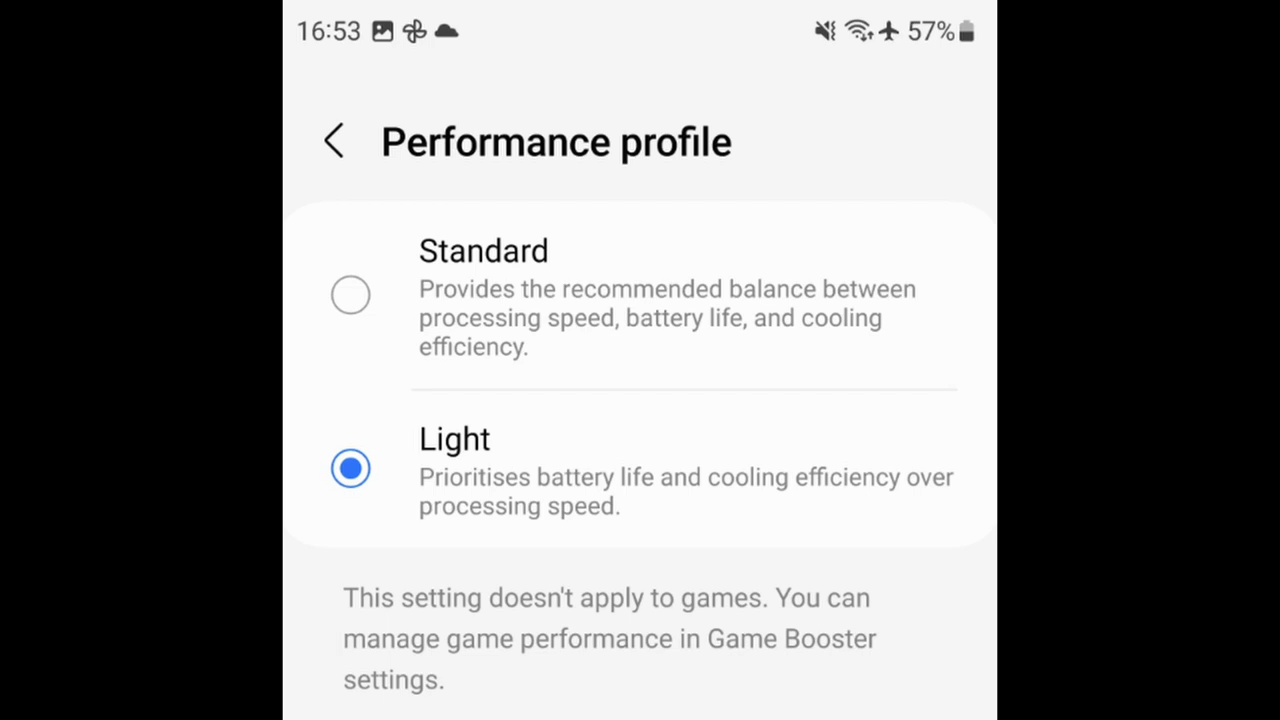 16:53 57%
Performance profile
Standard
Provides the recommended balance between
processing speed, battery life, and cooling
efficiency.
Light
Prioritises battery life and cooling efficiency over
processing speed.
This setting doesn't apply to games. You can
manage game performance in Game Booster
settings.